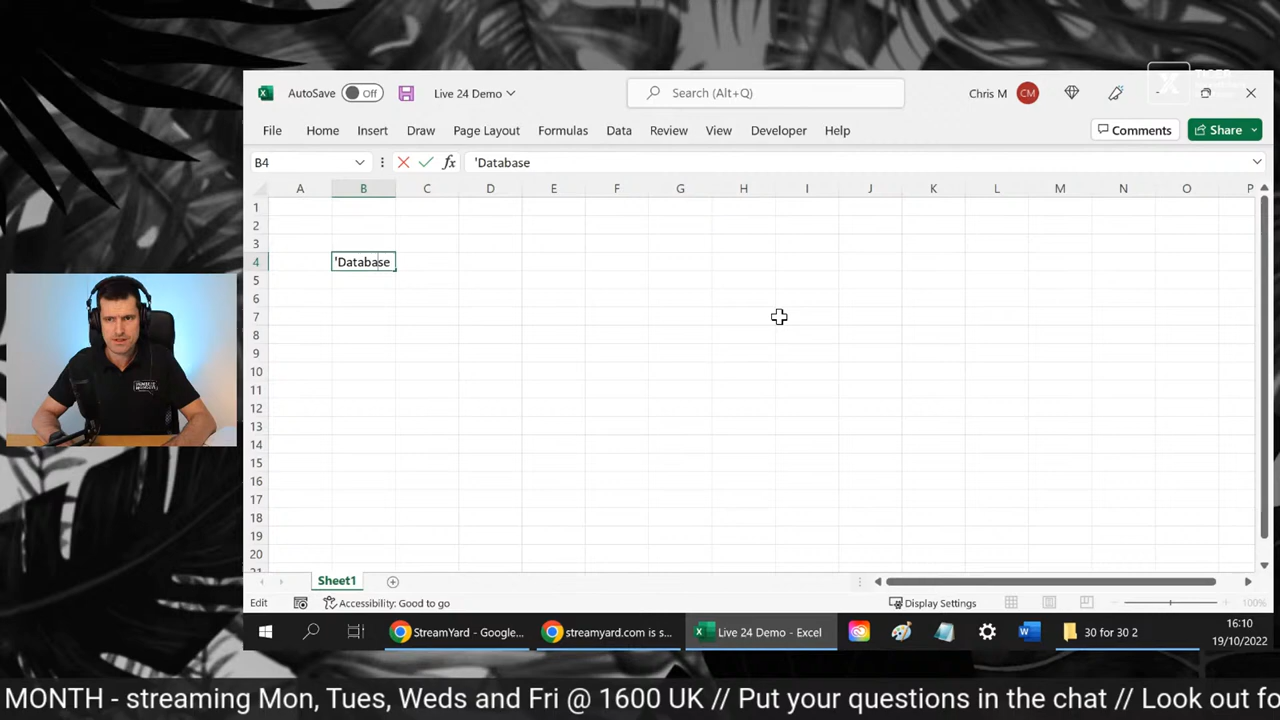 AutoSave Off Live 24 Demo Search (Alt+Q) Chris M CM
File Home Insert Draw Page Layout Formulas Data Review View Developer Help Comments Share
B4 fx 'Database
A B C D E F G H I J K L M N O P
1
2
3
4 'Database
5
6
7
8
9
10
11
12
13
14
15
16
17
18
19
20
Sheet1
Edit Accessibility: Good to go Display Settings 100%
StreamYard - Google... streamyard.com is s... Live 24 Demo - Excel 30 for 30 2 16:10
19/10/2022
MONTH - streaming Mon, Tues, Weds and Fri @ 1600 UK // Put your questions in the chat // Look out fo